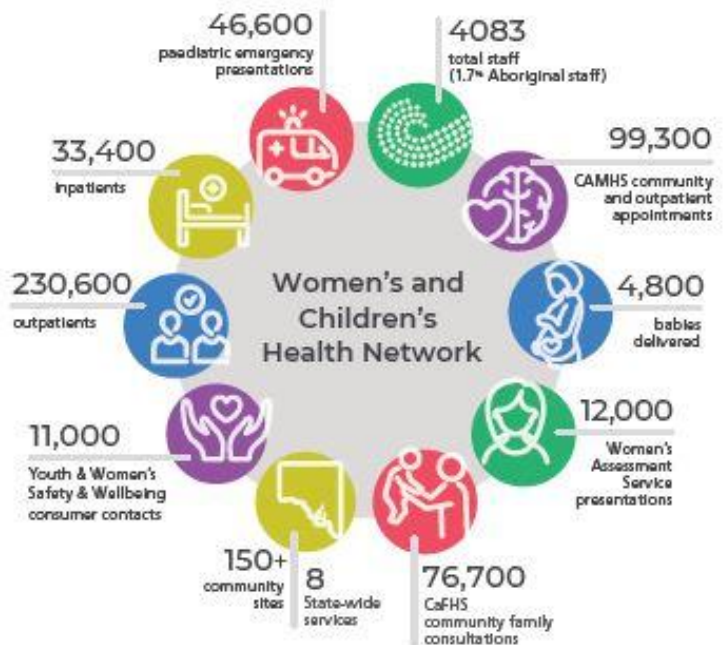 46,600
paediatric emergency
presentations
4083
total staff
(1.7% Aboriginal staff)
33,400
inpatients
99,300
CAMHS community
and outpatient
appointments
230,600
outpatients
Women's and
Children's
Health Network
4,800
babies
delivered
11,000
Youth & Women's
Safety & Wellbeing
consumer contacts
12,000
Women's
Assessment
Service
presentations
150+
community
sites
8
State-wide
services
76,700
CaFHS
community family
consultations